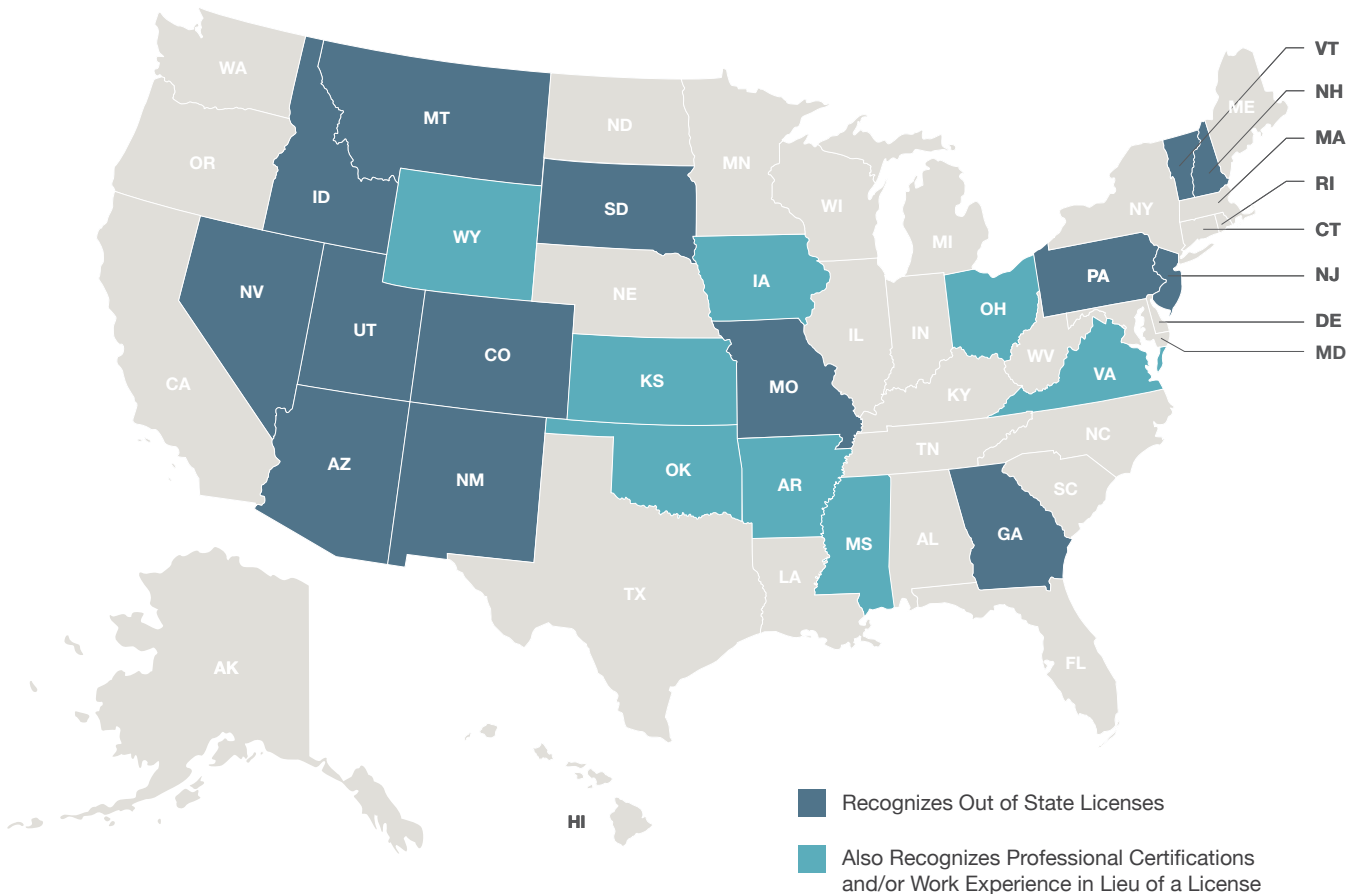 VT
NH
MA
RI
CT
NJ
DE
MD
WA
OR
CA
NV
ID
MT
WY
UT
CO
AZ
NM
ND
SD
NE
KS
OK
TX
MN
IA
MO
AR
LA
WI
IL
MI
IN
OH
KY
TN
MS
AL
GA
FL
SC
NC
VA
WV
PA
NY
ME
AK
HI
Recognizes Out of State Licenses
Also Recognizes Professional Certifications
and/or Work Experience in Lieu of a License